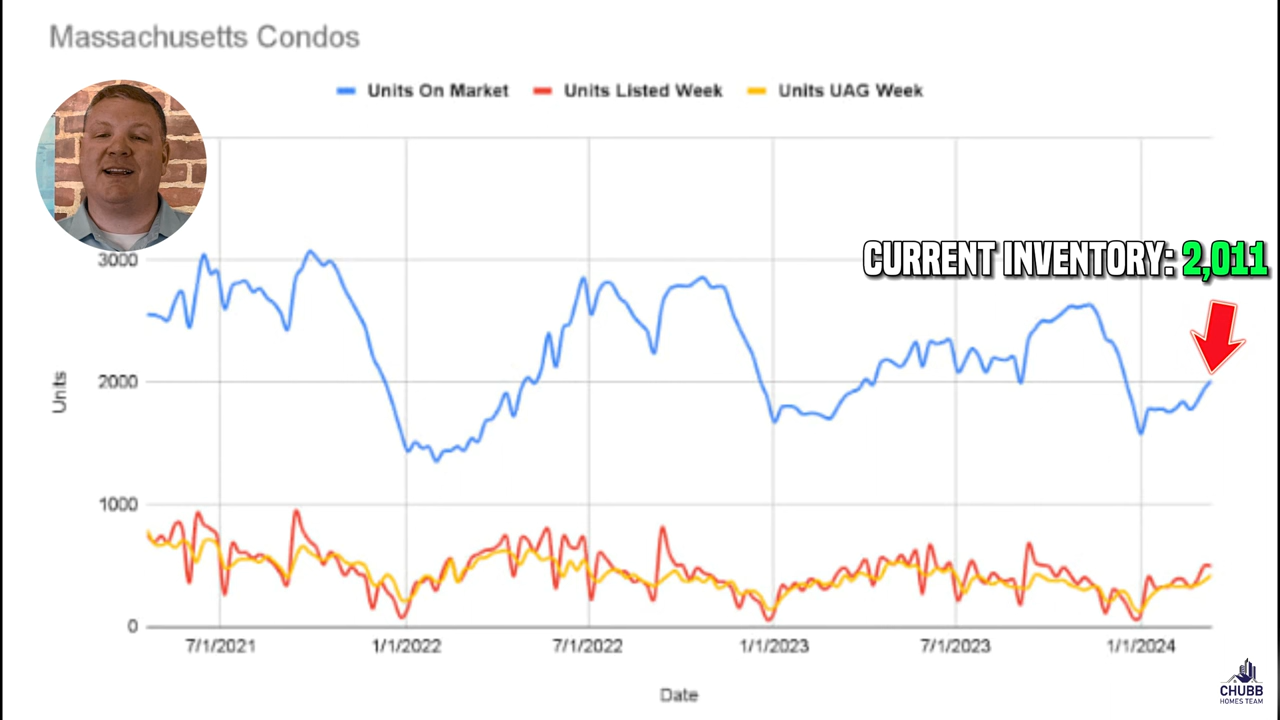 Massachusetts Condos
Units On Market Units Listed Week Units UAG Week
3000
CURRENT INVENTORY: 2,011
2000
Units
1000
0
7/1/2021 1/1/2022 7/1/2022 1/1/2023 7/1/2023 1/1/2024
Date
CHUBB
HOMES TEAM